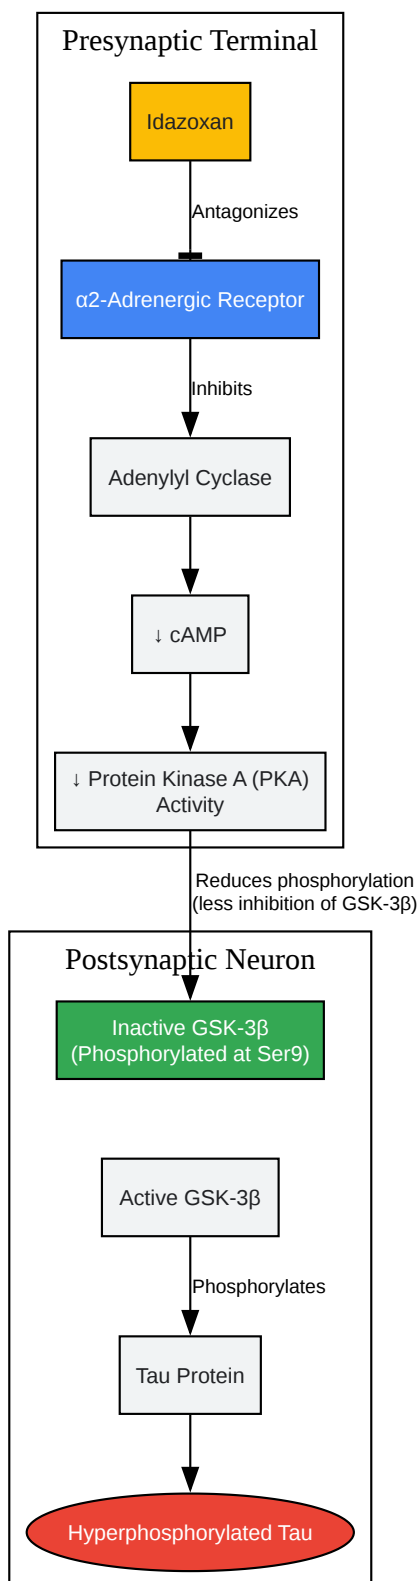 Presynaptic Terminal
Idazoxan
Antagonizes
α2-Adrenergic Receptor
Inhibits
Adenylyl Cyclase
↓ cAMP
↓ Protein Kinase A (PKA)
Activity
Reduces phosphorylation
(less inhibition of GSK-3β)
Postsynaptic Neuron
Inactive GSK-3β
(Phosphorylated at Ser9)
Active GSK-3β
Phosphorylates
Tau Protein
Hyperphosphorylated Tau